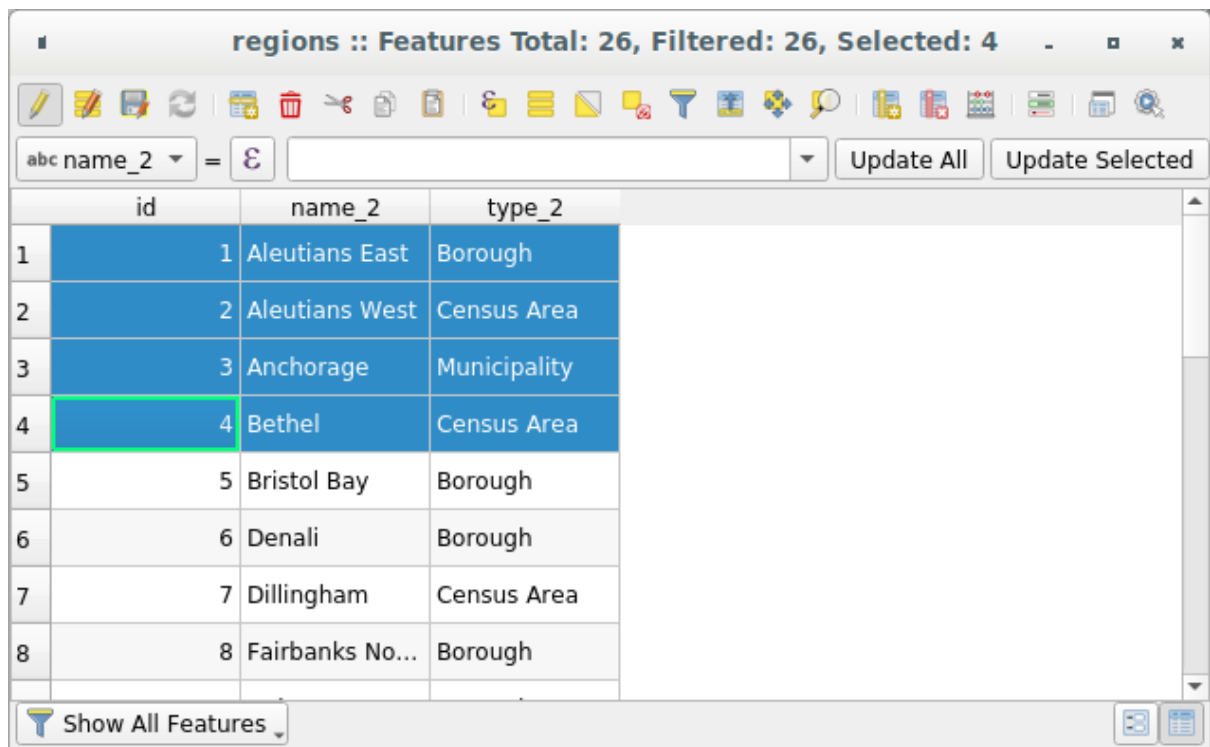 regions :: Features Total: 26, Filtered: 26, Selected: 4
abc name_2 = ε Update All Update Selected
id name_2 type_2
1 1 Aleutians East Borough
2 2 Aleutians West Census Area
3 3 Anchorage Municipality
4 4 Bethel Census Area
5 5 Bristol Bay Borough
6 6 Denali Borough
7 7 Dillingham Census Area
8 8 Fairbanks No... Borough
Show All Features